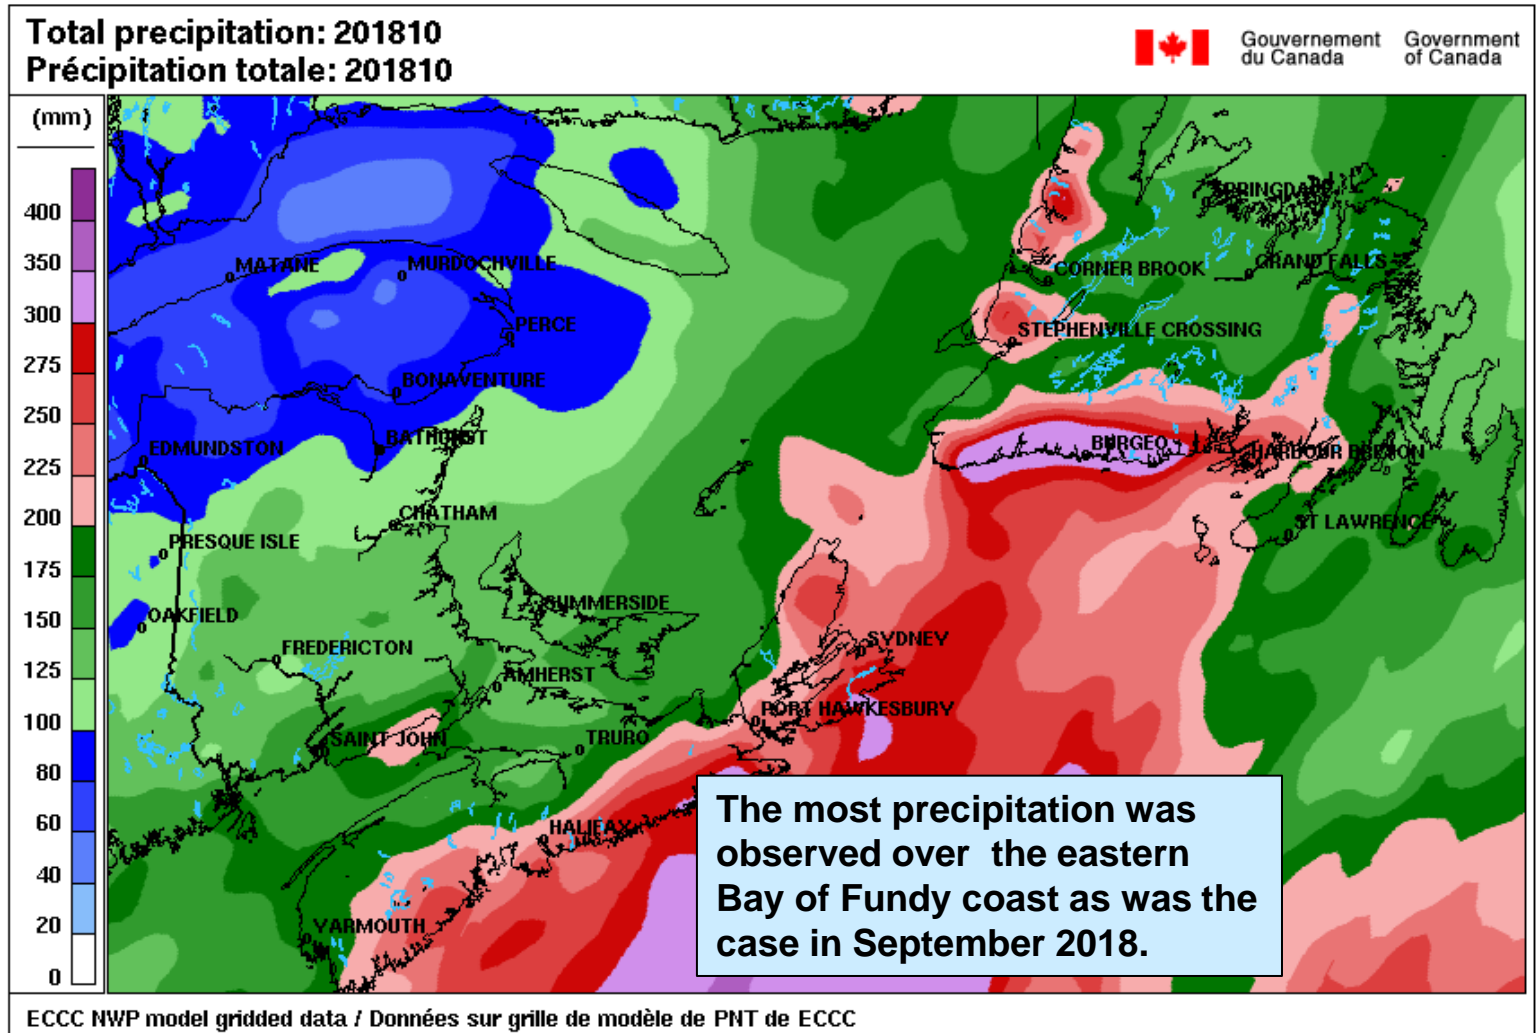 Total precipitation: 201810
Précipitation totale: 201810
Gouvernement du Canada
Government of Canada
(mm)
400
350
300
275
250
225
200
175
150
125
100
80
60
40
20
0
SPRINGDALE
MATANE
MURDOCHVILLE
CORNER BROOK
GRAND FALLS
PERCE
STEPHENVILLE CROSSING
BONAVENTURE
EDMUNDSTON
BATHURST
BURGEO
HARBOUR BRETON
CHATHAM
ST LAWRENCE
PRESQUE ISLE
OAKFIELD
SUMMERSIDE
FREDERICTON
SYDNEY
AMHERST
PORT HAWKESBURY
SAINT JOHN
TRURO
HALIFAX
YARMOUTH
The most precipitation was
observed over the eastern
Bay of Fundy coast as was the
case in September 2018.
ECCC NWP model gridded data / Données sur grille de modèle de PNT de ECCC